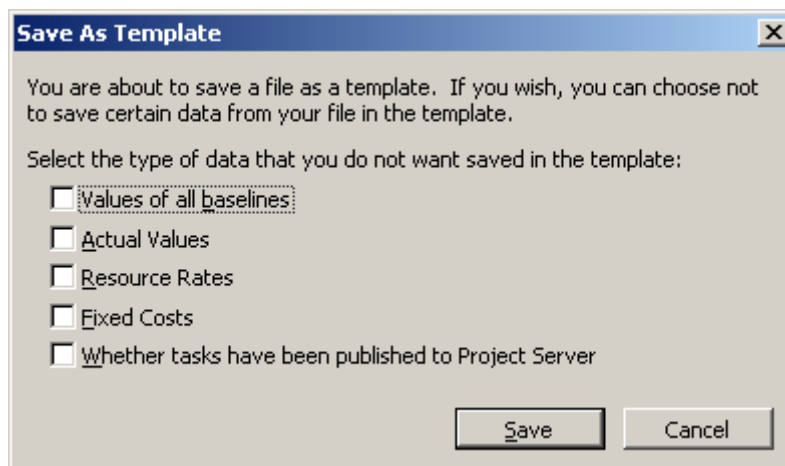 Save As Template
You are about to save a file as a template.  If you wish, you can choose not
to save certain data from your file in the template.
Select the type of data that you do not want saved in the template:
Values of all baselines
Actual Values
Resource Rates
Fixed Costs
Whether tasks have been published to Project Server
Save
Cancel